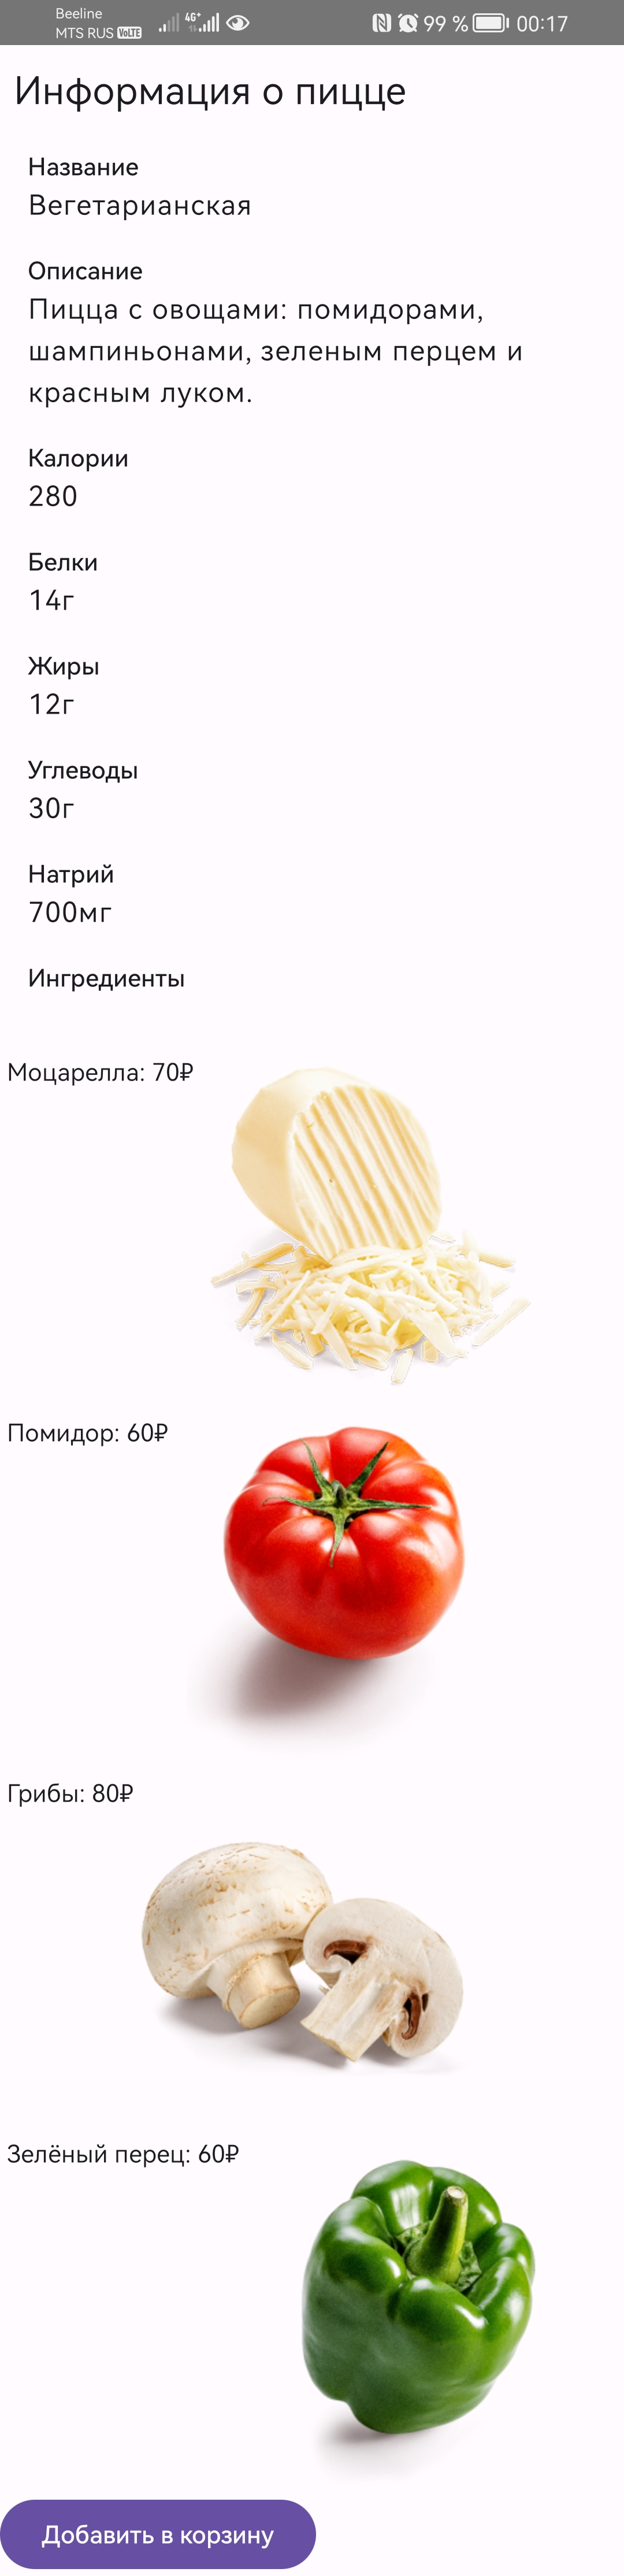 Beeline
MTS RUS VoLTE 4G+ 99 % 00:17
Информация о пицце
Название
Вегетарианская
Описание
Пицца с овощами: помидорами,
шампиньонами, зеленым перцем и
красным луком.
Калории
280
Белки
14г
Жиры
12г
Углеводы
30г
Натрий
700мг
Ингредиенты
Моцарелла: 70₽
Помидор: 60₽
Грибы: 80₽
Зелёный перец: 60₽
Добавить в корзину